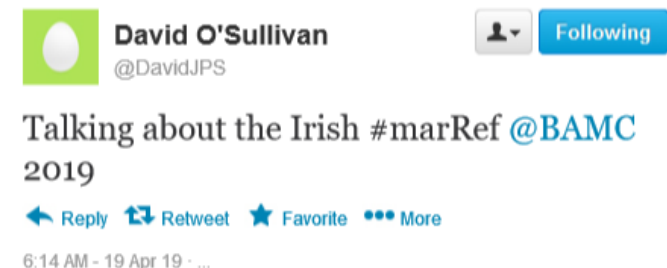 David O'Sullivan
Following
@DavidJPS
Talking about the Irish #marRef @BAMC
2019
Reply Retweet Favorite More
6:14 AM - 19 Apr 19 · ...